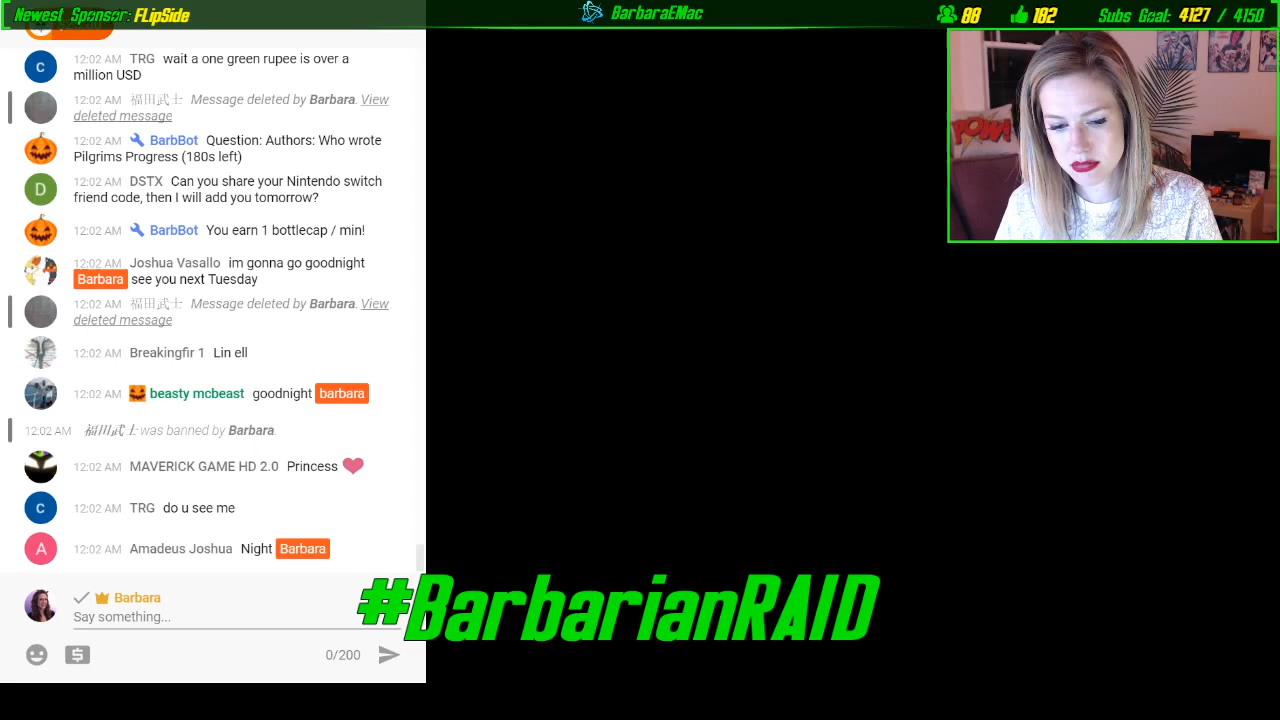 Newest Sponsor: FLipSide
BarbaraEMac
88
182
Subs Goal: 4127 / 4150
POW!
12:02 AM TRG wait a one green rupee is over a
million USD
12:02 AM 福田武士 Message deleted by Barbara. View
deleted message
12:02 AM BarbBot Question: Authors: Who wrote
Pilgrims Progress (180s left)
12:02 AM DSTX Can you share your Nintendo switch
friend code, then I will add you tomorrow?
12:02 AM BarbBot You earn 1 bottlecap / min!
12:02 AM Joshua Vasallo im gonna go goodnight
Barbara see you next Tuesday
12:02 AM 福田武士 Message deleted by Barbara. View
deleted message
12:02 AM Breakingfir 1 Lin ell
12:02 AM beasty mcbeast goodnight barbara
12:02 AM 福田武士 was banned by Barbara.
12:02 AM MAVERICK GAME HD 2.0 Princess
12:02 AM TRG do u see me
12:02 AM Amadeus Joshua Night Barbara
Barbara
Say something...
0/200
#BarbarianRAID